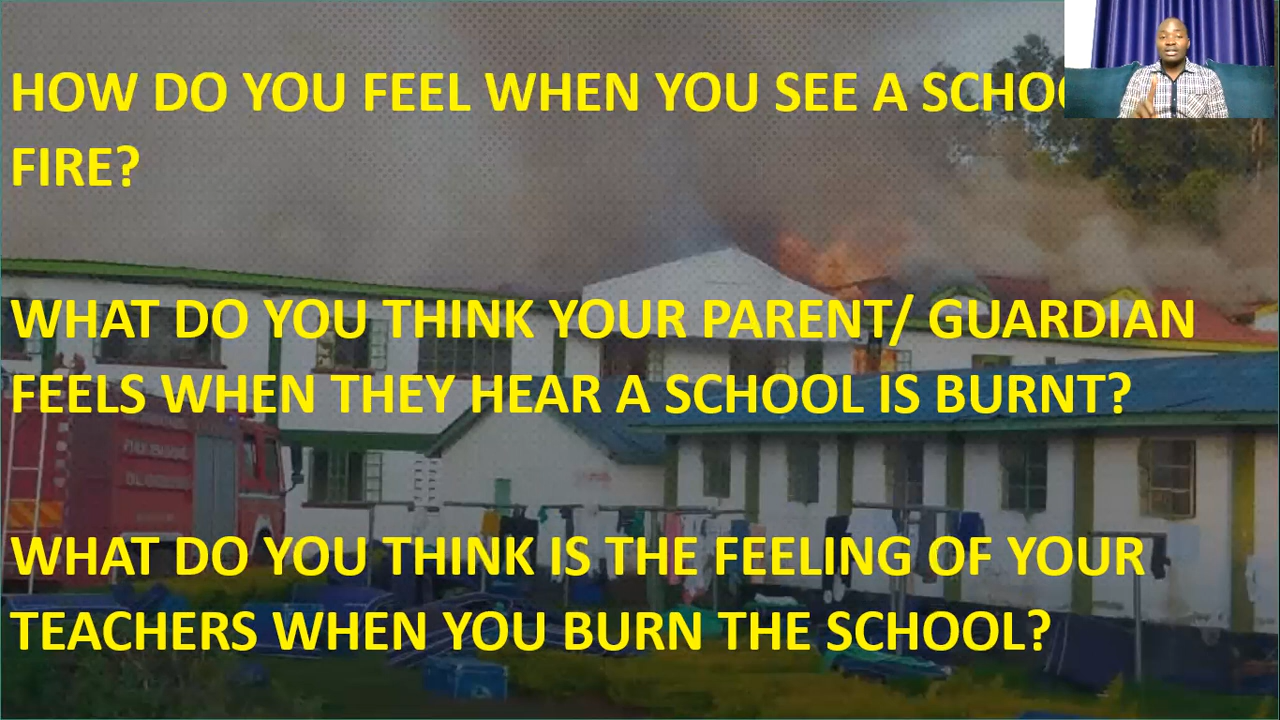 HOW DO YOU FEEL WHEN YOU SEE A
FIRE?
WHAT DO YOU THINK YOUR PARENT/ GUARDIAN
FEELS WHEN THEY HEAR A SCHOOL IS BURNT?
WHAT DO YOU THINK IS THE FEELING OF YOUR
TEACHERS WHEN YOU BURN THE SCHOOL?